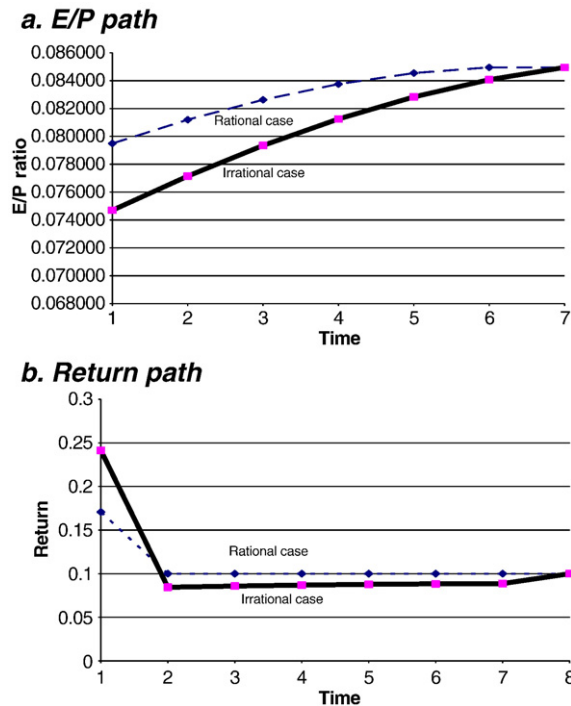 a. E/P path
0.086000
0.084000
0.082000
0.080000
0.078000
0.076000
0.074000
0.072000
0.070000
0.068000
E/P ratio
Rational case
Irrational case
1 2 3 4 5 6 7
Time
b. Return path
0.3
0.25
0.2
0.15
0.1
0.05
0
Return
Rational case
Irrational case
1 2 3 4 5 6 7 8
Time